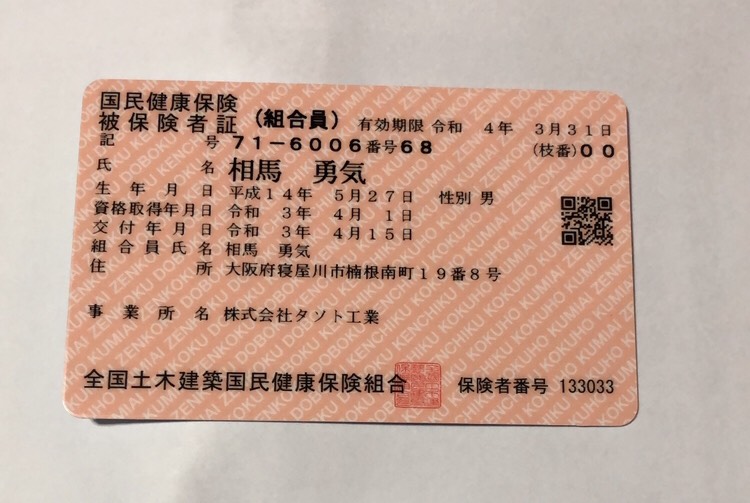 国民健康保険
被保険者証 (組合員) 有効期限 令和 4年 3月31日
記号 71-6006 番号 68 (枝番) 00
氏名 相馬 勇気
生年月日 平成14年 5月27日 性別 男
資格取得年月日 令和 3年 4月 1日
交付年月日 令和 3年 4月15日
組合員氏名 相馬 勇気
住所 大阪府寝屋川市楠根南町19番8号
事業所名 株式会社タソト工業
全国土木建築国民健康保険組合 保険者番号 133033